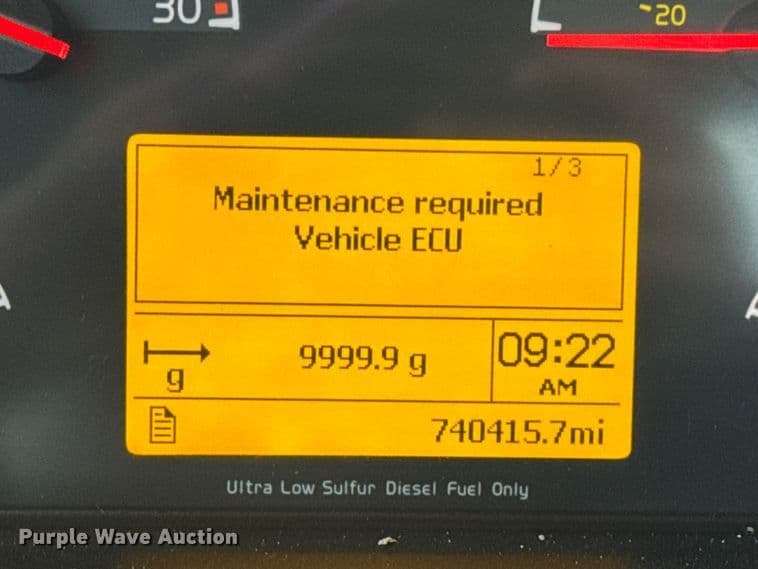 30
20
1/3
Maintenance required
Vehicle ECU
9999.9 g
09:22
g
AM
740415.7mi
Ultra Low Sulfur Diesel Fuel Only
Purple Wave Auction